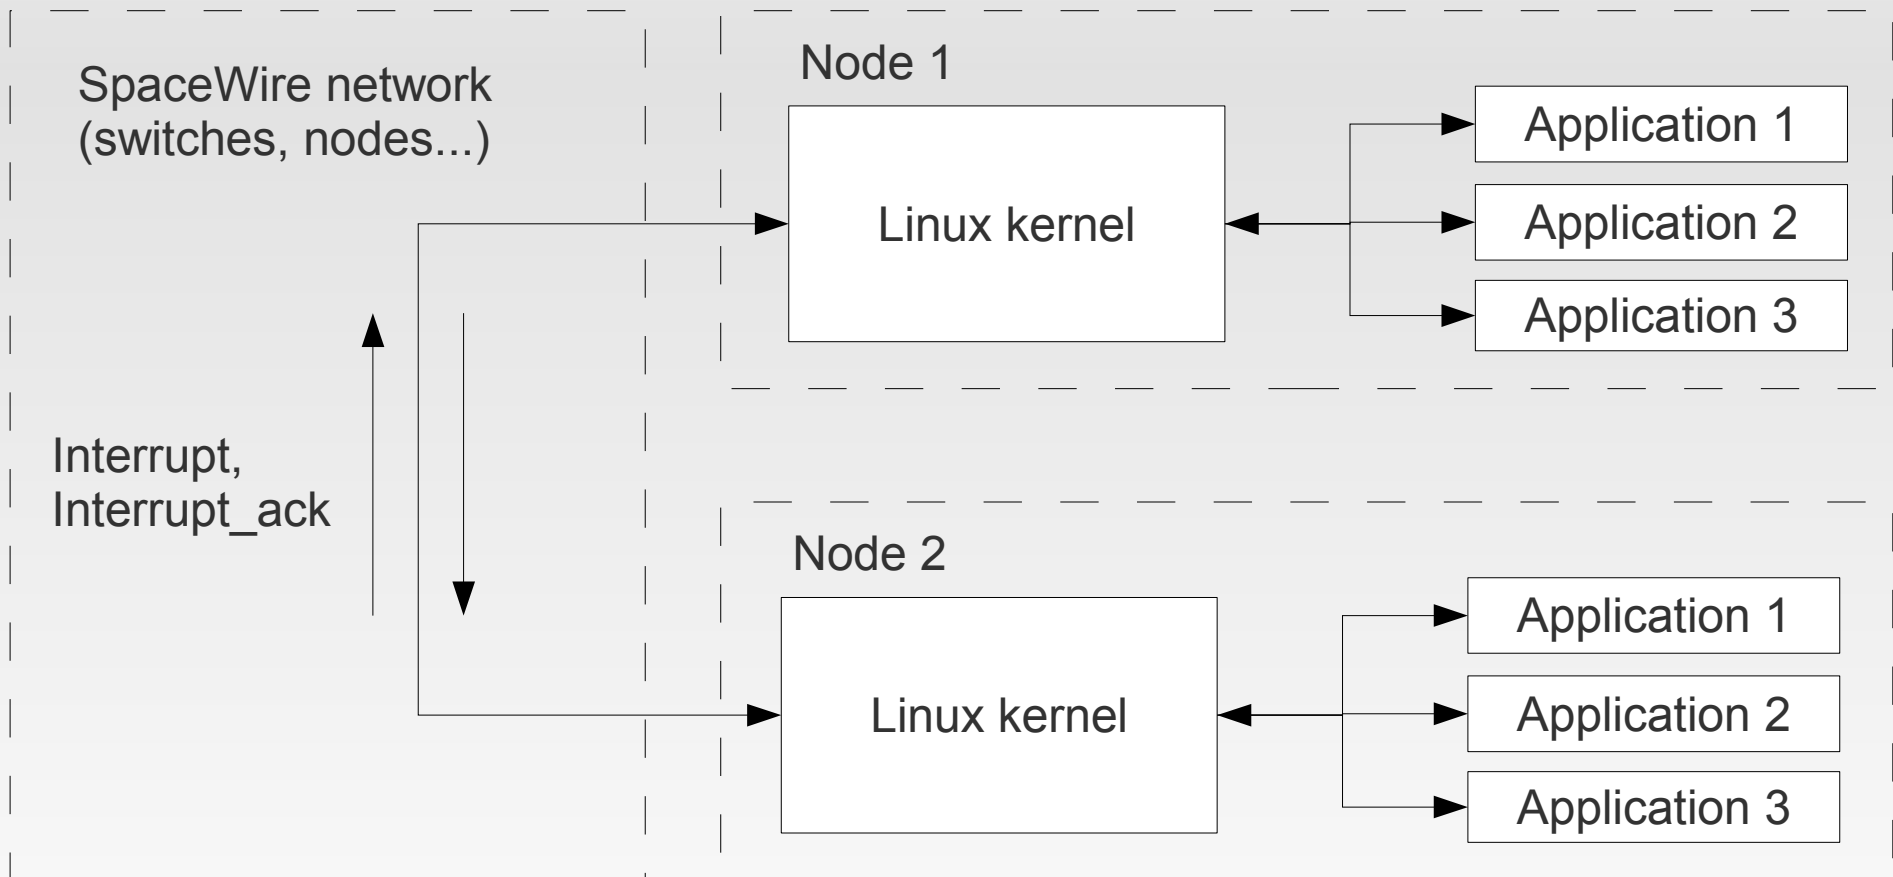 SpaceWire network
(switches, nodes...)
Interrupt,
Interrupt_ack
Node 1
Linux kernel
Application 1
Application 2
Application 3
Node 2
Linux kernel
Application 1
Application 2
Application 3